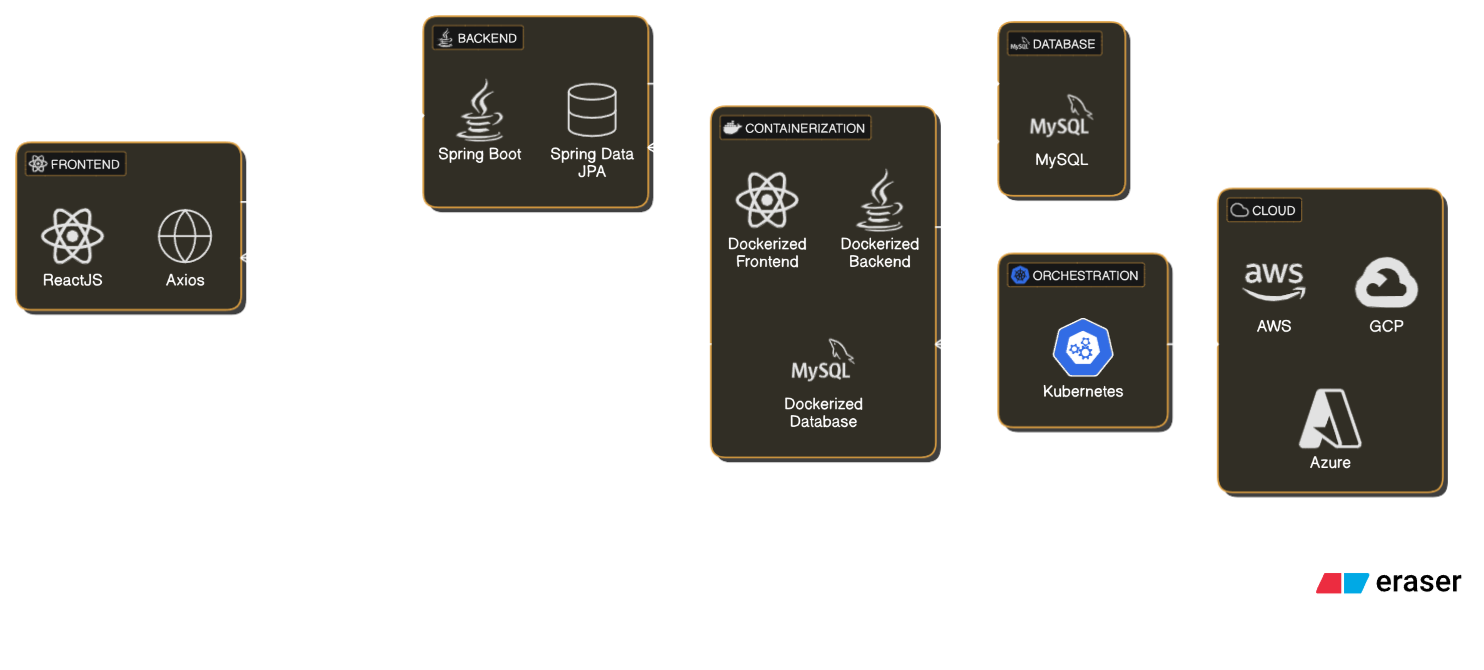 FRONTEND
ReactJS
Axios
BACKEND
Spring Boot
Spring Data
JPA
CONTAINERIZATION
Dockerized
Frontend
Dockerized
Backend
MySQL
Dockerized
Database
MySQL
DATABASE
MySQL
MySQL
ORCHESTRATION
Kubernetes
CLOUD
aws
AWS
GCP
Azure
eraser